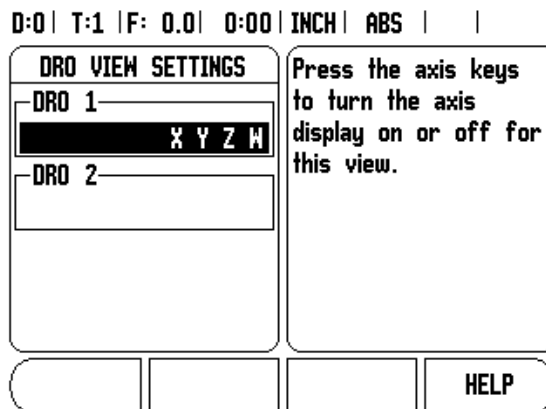 D:0| T:1 |F: 0.0| 0:00| INCH| ABS | |
DRO VIEW SETTINGS
DRO 1
X Y Z W
DRO 2
Press the axis keys
to turn the axis
display on or off for
this view.
HELP